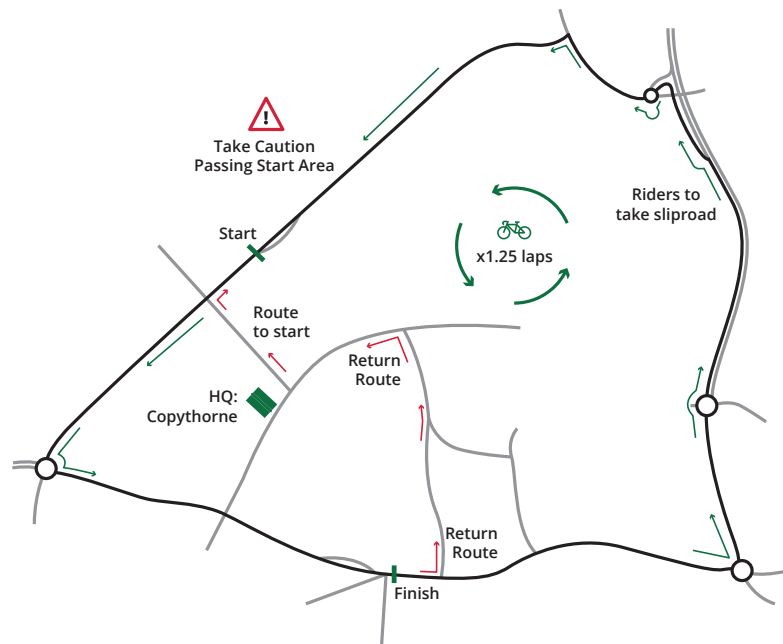 !
Take Caution
Passing Start Area
Riders to
take sliproad
Start
x1.25 laps
Route
to start
Return
Route
HQ:
Copythorne
Return
Route
Finish